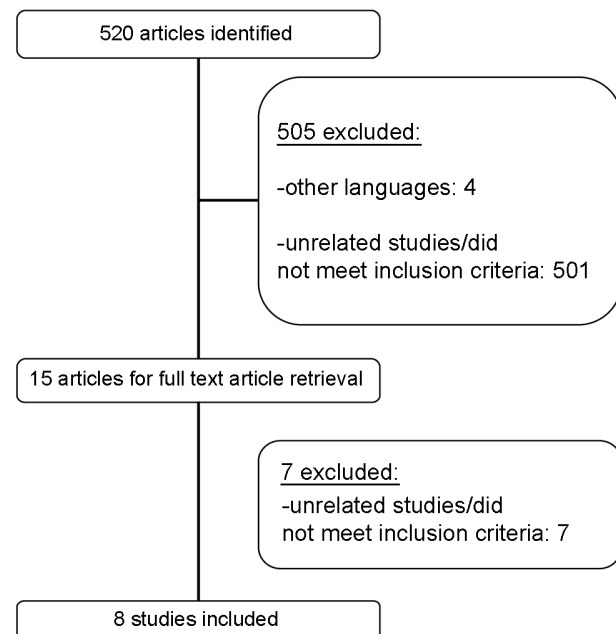 520 articles identified
505 excluded:
-other languages: 4
-unrelated studies/did
not meet inclusion criteria: 501
15 articles for full text article retrieval
7 excluded:
-unrelated studies/did
not meet inclusion criteria: 7
8 studies included